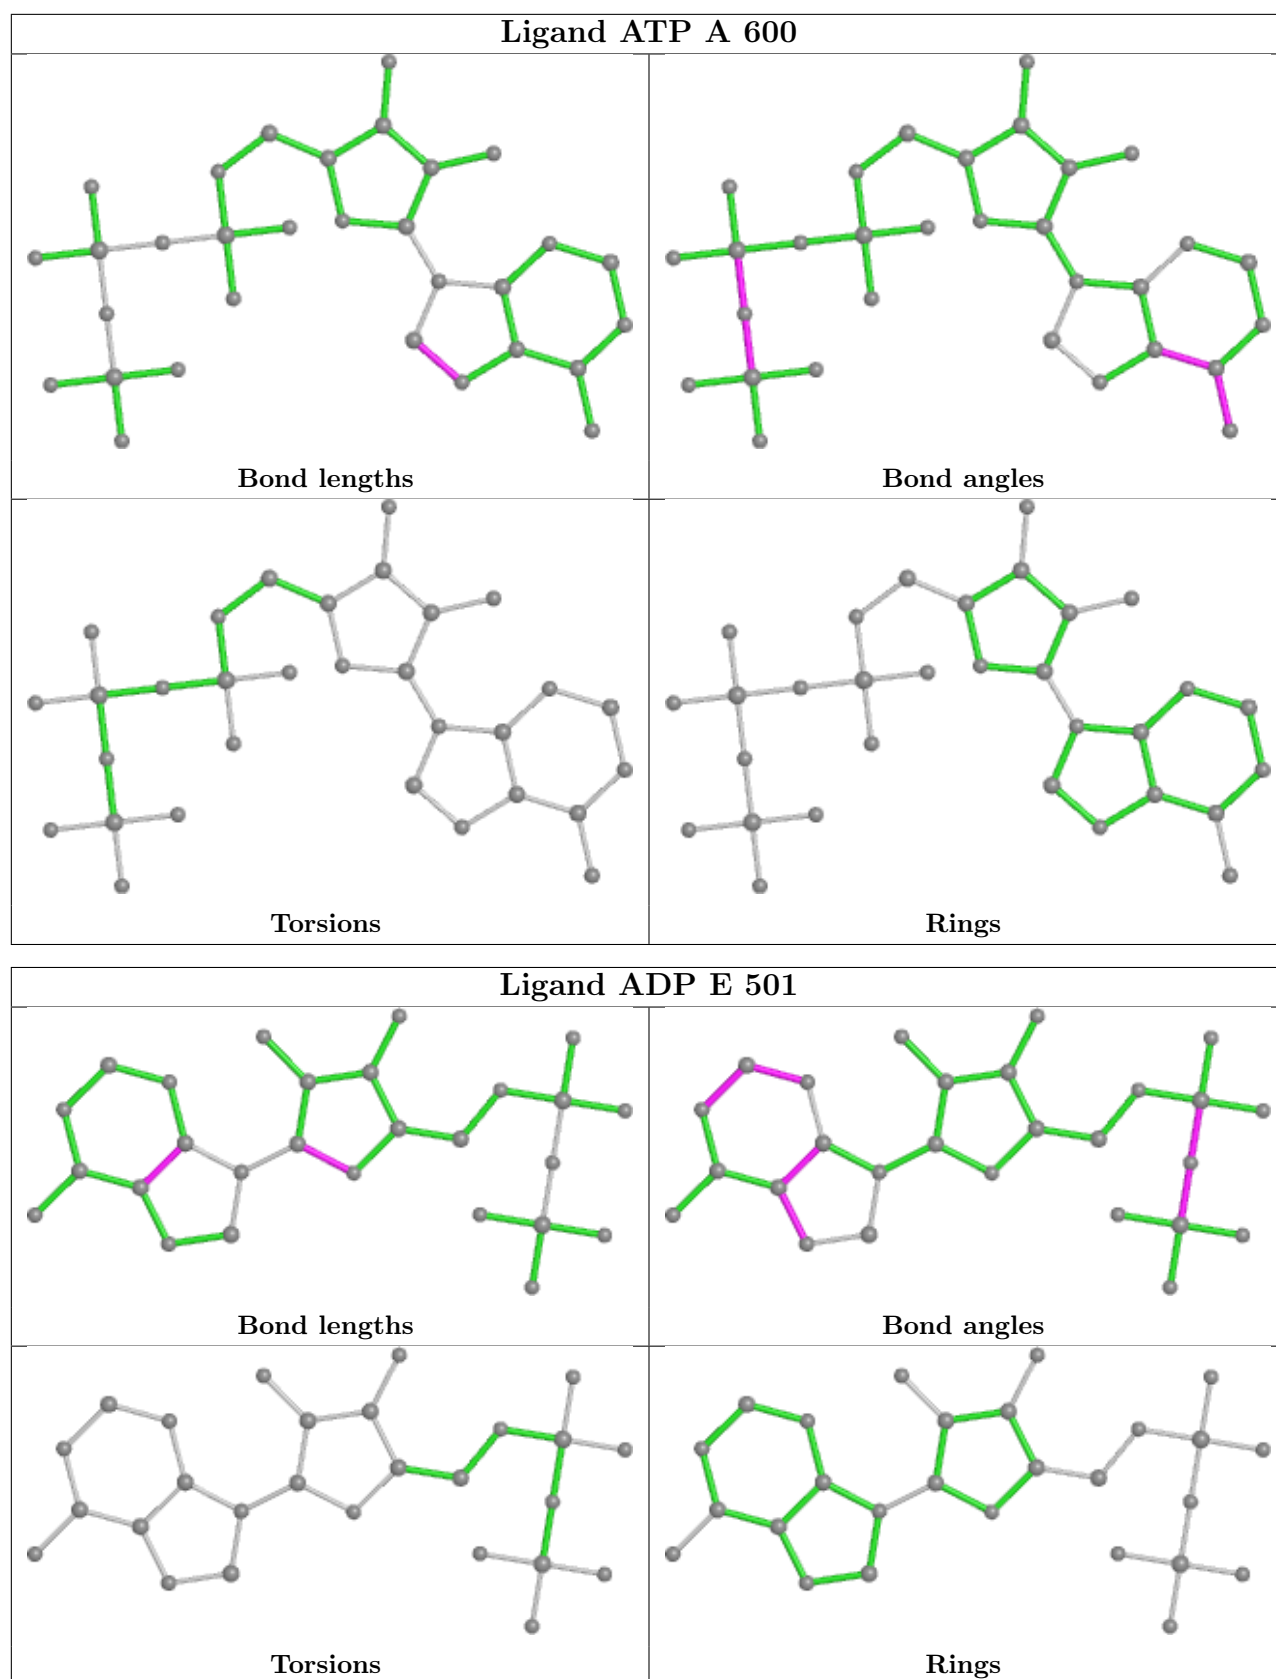 Ligand ATP A 600
Bond lengths
Bond angles
Torsions
Rings
Ligand ADP E 501
Bond lengths
Bond angles
Torsions
Rings